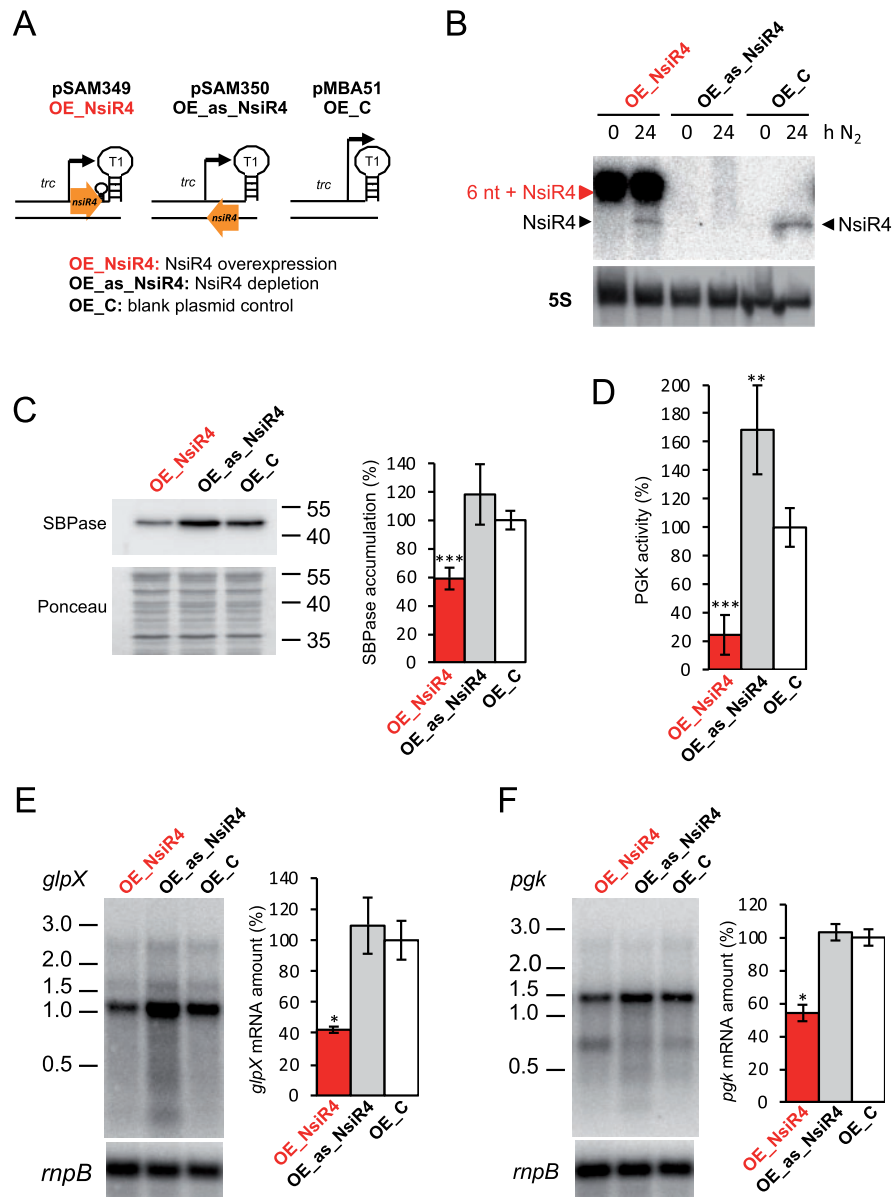 A
pSAM349
OE_NsiR4
pSAM350
OE_as_NsiR4
pMBA51
OE_C
trc
T1
nsiR4
trc
T1
nsiR4
trc
T1
OE_NsiR4: NsiR4 overexpression
OE_as_NsiR4: NsiR4 depletion
OE_C: blank plasmid control
B
OE_NsiR4
OE_as_NsiR4
OE_C
0 24 0 24 0 24 h N2
6 nt + NsiR4
NsiR4
NsiR4
5S
C
OE_NsiR4
OE_as_NsiR4
OE_C
SBPase
55
40
Ponceau
55
40
35
SBPase accumulation (%)
140
120
100
80
60
40
20
0
***
OE_NsiR4
OE_as_NsiR4
OE_C
D
PGK activity (%)
200
180
160
140
120
100
80
60
40
20
0
***
**
OE_NsiR4
OE_as_NsiR4
OE_C
E
glpX
OE_NsiR4
OE_as_NsiR4
OE_C
3.0
2.0
1.5
1.0
0.5
rnpB
glpX mRNA amount (%)
140
120
100
80
60
40
20
0
*
OE_NsiR4
OE_as_NsiR4
OE_C
F
pgk
OE_NsiR4
OE_as_NsiR4
OE_C
3.0
2.0
1.5
1.0
0.5
rnpB
pgk mRNA amount (%)
120
100
80
60
40
20
0
*
OE_NsiR4
OE_as_NsiR4
OE_C